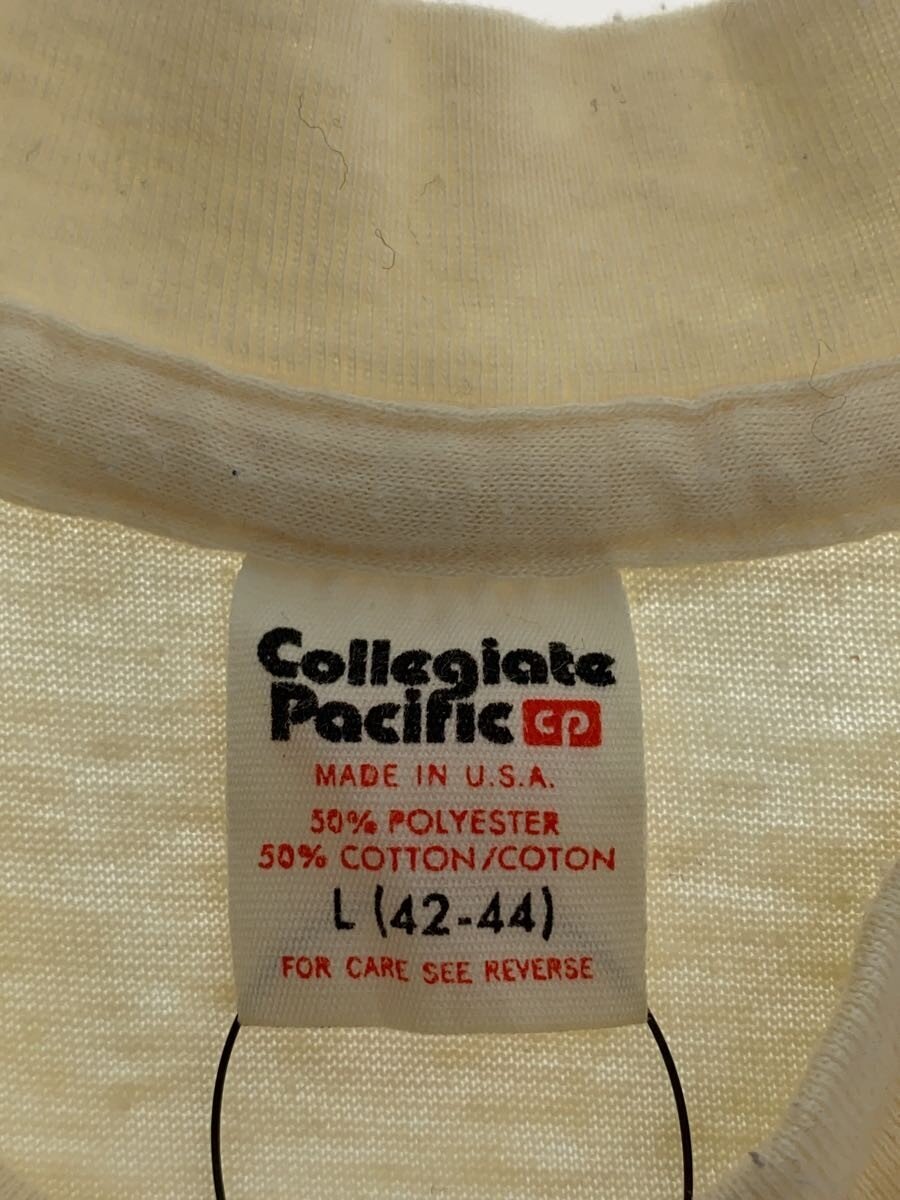 Collegiate
Pacific CP
MADE IN U.S.A.
50% POLYESTER
50% COTTON/COTON
L (42-44)
FOR CARE SEE REVERSE